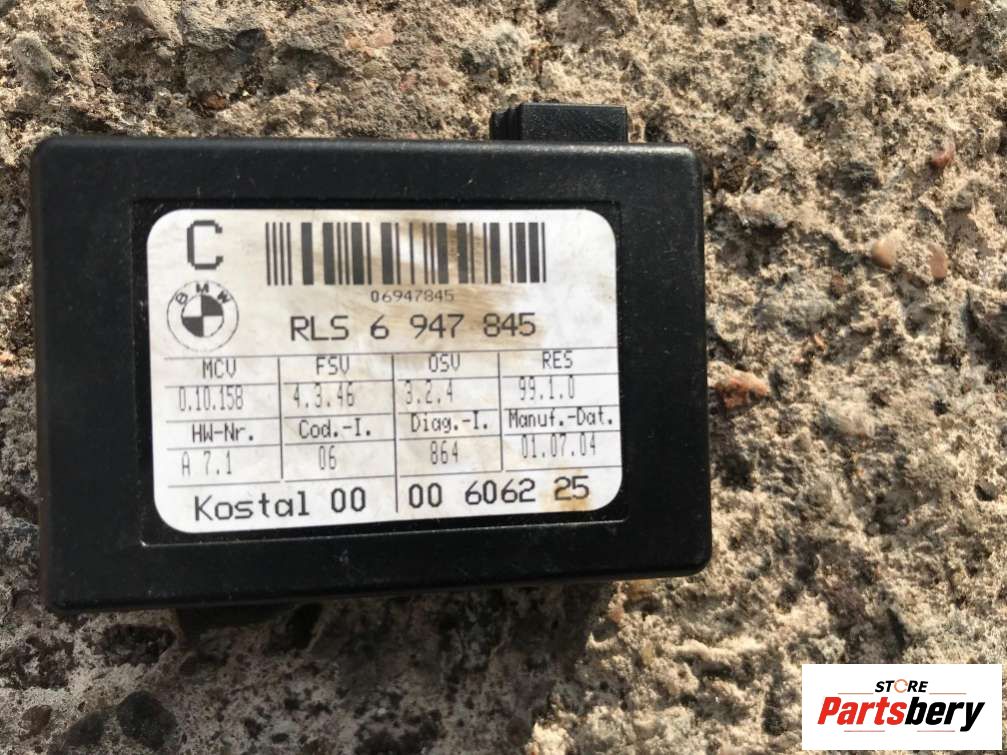 C
06947845
BMW
RLS 6 947 845
MCV FSV OSV RES
0.10.158 4.3.46 3.2.4 99.1.0
HW-Nr. Cod.-I. Diag.-I. Manuf.-Dat.
A 7.1 06 864 01.07.04
Kostal 00 00 6062 25
STORE
Partsbery